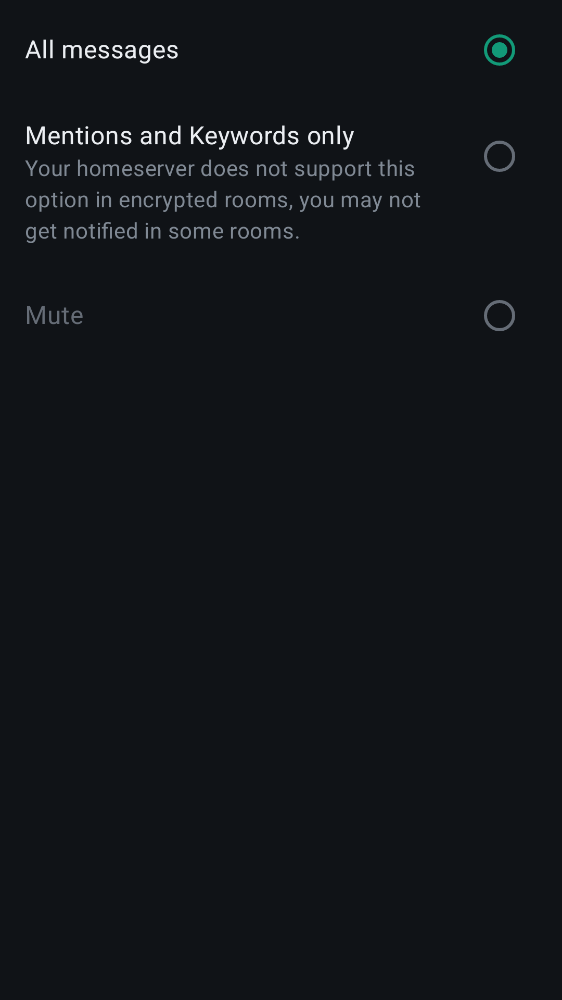 All messages
Mentions and Keywords only
Your homeserver does not support this
option in encrypted rooms, you may not
get notified in some rooms.
Mute